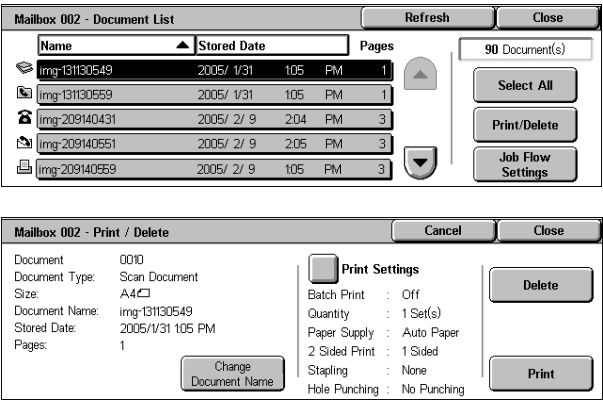 Mailbox 002 - Document List
Refresh
Close
Name
Stored Date
Pages
90 Document(s)
img-131130549 2005/ 1/31 1:05 PM 1
img-131130559 2005/ 1/31 1:05 PM 1
img-209140431 2005/ 2/ 9 2:04 PM 3
img-209140551 2005/ 2/ 9 2:05 PM 3
img-209140559 2005/ 2/ 9 1:05 PM 3
Select All
Print/Delete
Job Flow
Settings
Mailbox 002 - Print / Delete
Cancel
Close
Document 0010
Document Type: Scan Document
Size: A4
Document Name: img-131130549
Stored Date: 2005/1/31 1:05 PM
Pages: 1
Change
Document Name
Print Settings
Batch Print : Off
Quantity : 1 Set(s)
Paper Supply : Auto Paper
2 Sided Print : 1 Sided
Stapling : None
Hole Punching : No Punching
Delete
Print